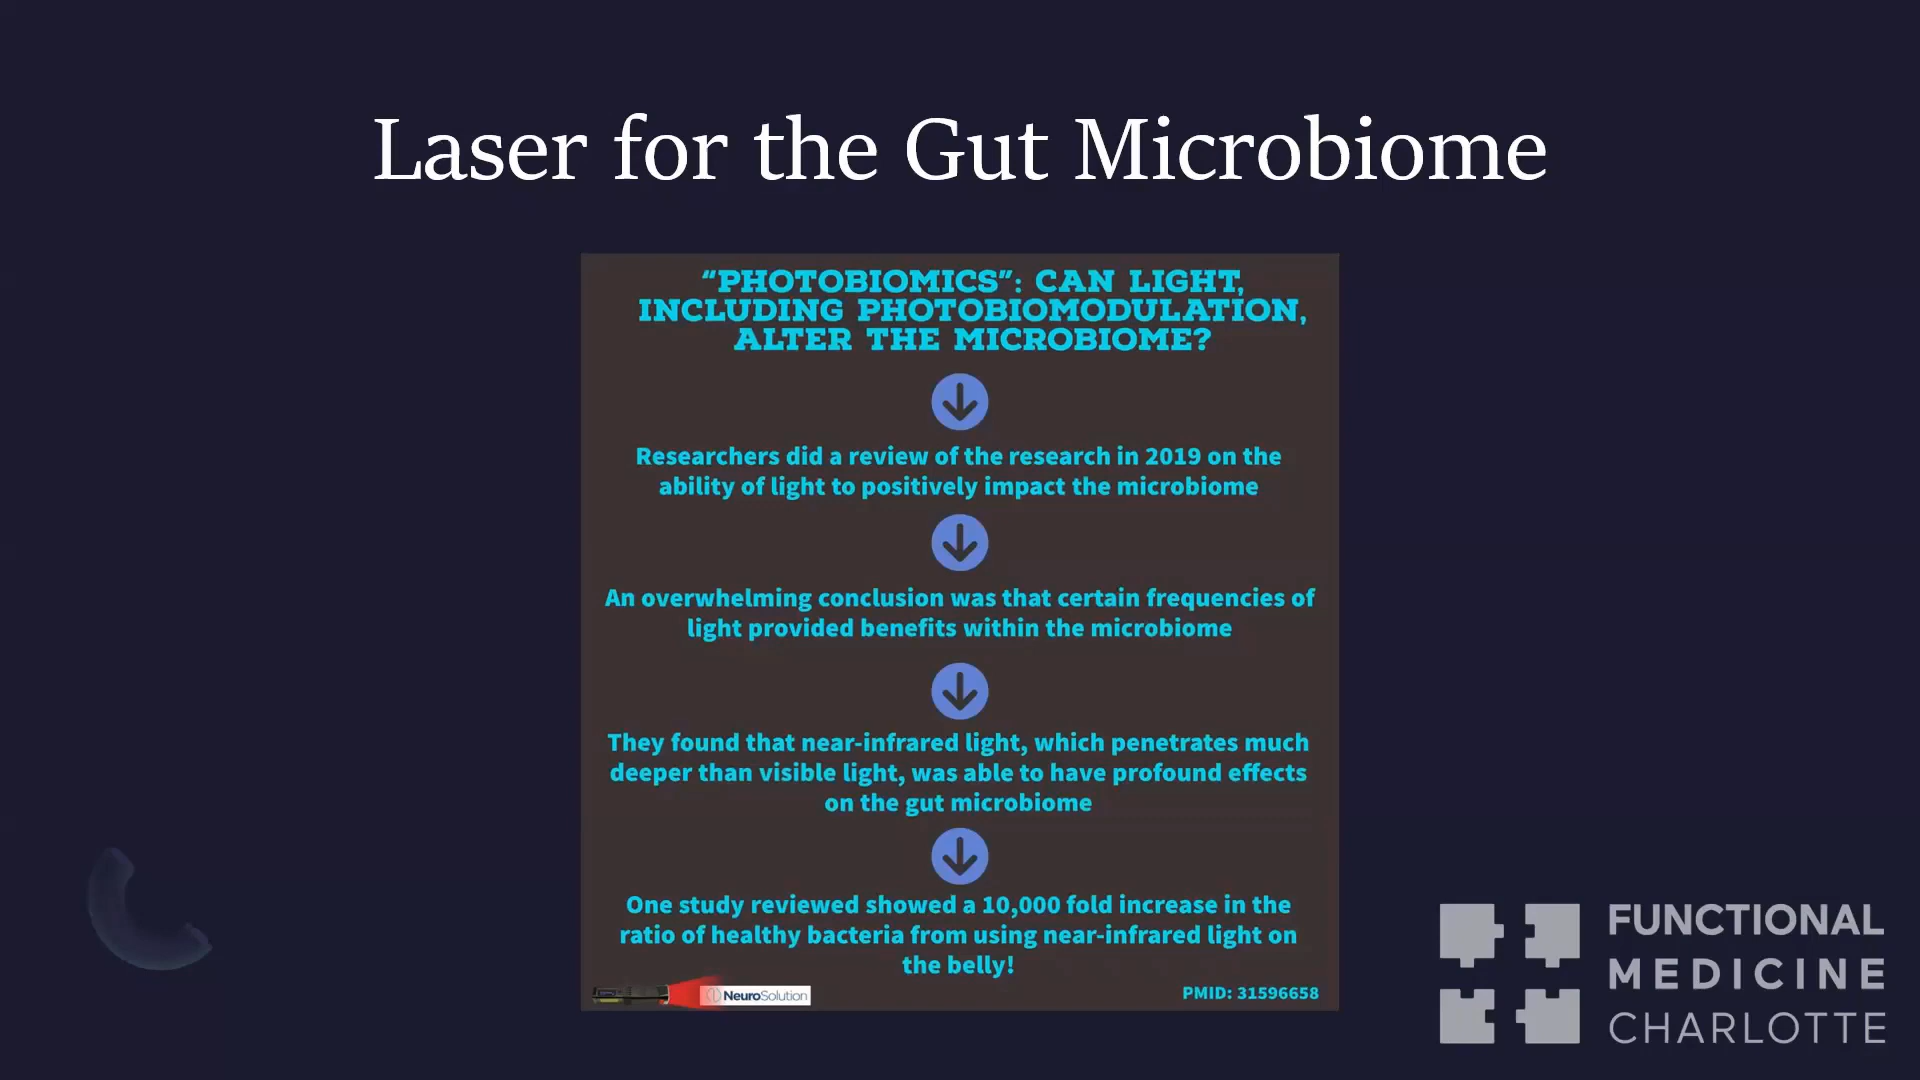 Laser for the Gut Microbiome
“PHOTOBIOMICS”: CAN LIGHT,
INCLUDING PHOTOBIOMODULATION,
ALTER THE MICROBIOME?
Researchers did a review of the research in 2019 on the
ability of light to positively impact the microbiome
An overwhelming conclusion was that certain frequencies of
light provided benefits within the microbiome
They found that near-infrared light, which penetrates much
deeper than visible light, was able to have profound effects
on the gut microbiome
One study reviewed showed a 10,000 fold increase in the
ratio of healthy bacteria from using near-infrared light on
the belly!
NeuroSolution
PMID: 31596658
FUNCTIONAL
MEDICINE
CHARLOTTE